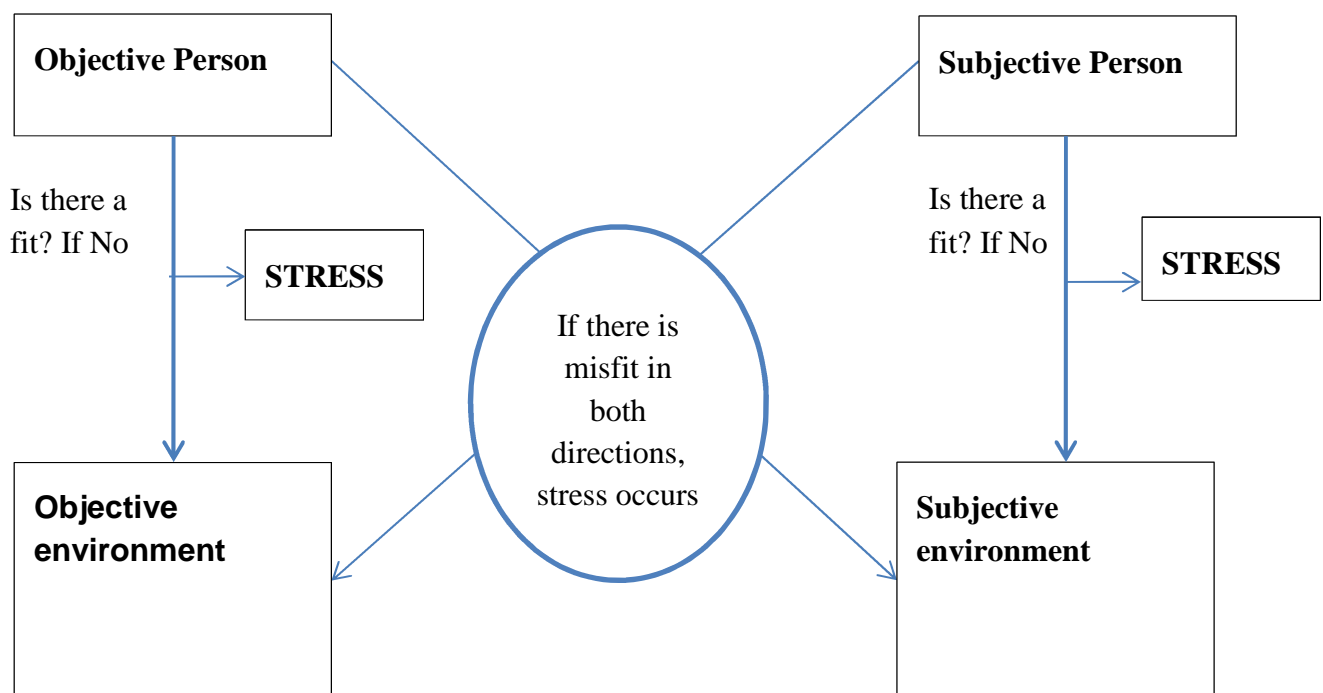 Objective Person
Subjective Person
Is there a
fit? If No
STRESS
Is there a
fit? If No
STRESS
If there is
misfit in
both
directions,
stress occurs
Objective
environment
Subjective
environment